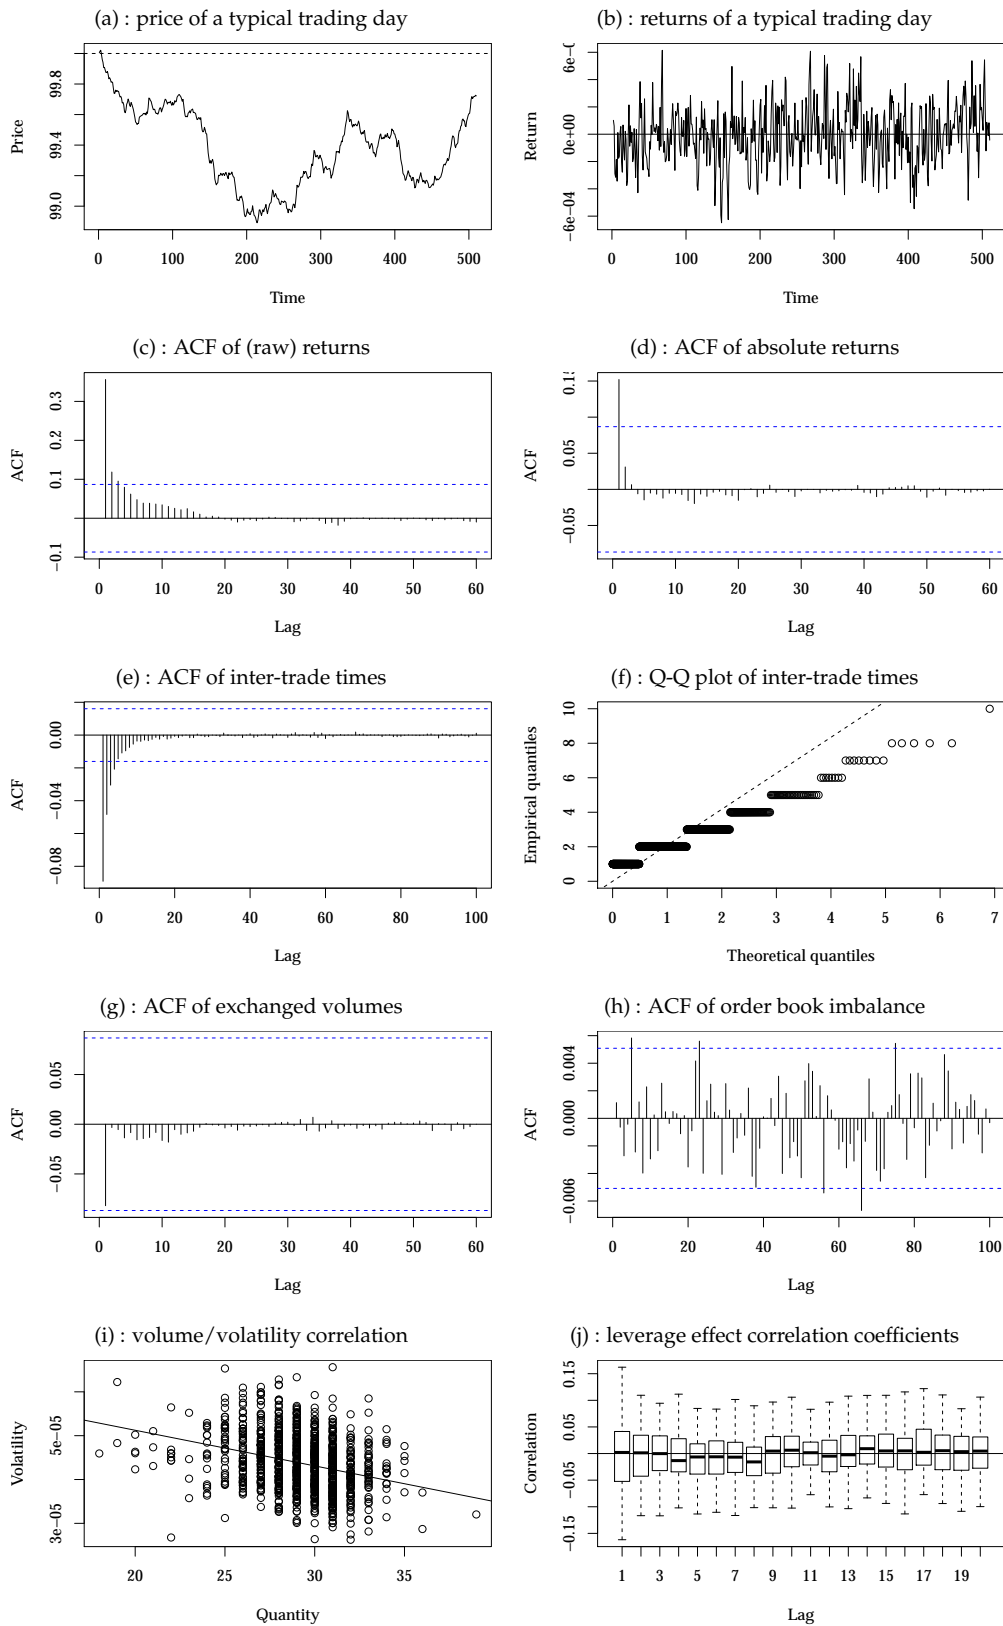 (a) : price of a typical trading day
Price
99.0 99.4 99.8
0 100 200 300 400 500
Time
(b) : returns of a typical trading day
Return
−6e−04 0e+00
0 100 200 300 400 500
Time
(c) : ACF of (raw) returns
ACF
−0.1 0.1 0.2 0.3
0 10 20 30 40 50 60
Lag
(d) : ACF of absolute returns
ACF
−0.05 0.05
0 10 20 30 40 50 60
Lag
(e) : ACF of inter-trade times
ACF
−0.08 −0.04 0.00
0 20 40 60 80 100
Lag
(f) : Q-Q plot of inter-trade times
Empirical quantiles
0 2 4 6 8 10
0 1 2 3 4 5 6 7
Theoretical quantiles
(g) : ACF of exchanged volumes
ACF
−0.05 0.00 0.05
0 10 20 30 40 50 60
Lag
(h) : ACF of order book imbalance
ACF
−0.006 0.000 0.004
0 20 40 60 80 100
Lag
(i) : volume/volatility correlation
Volatility
3e−05 5e−05
20 25 30 35
Quantity
(j) : leverage effect correlation coefficients
Correlation
−0.15 −0.05 0.05 0.15
1 3 5 7 9 11 13 15 17 19
Lag